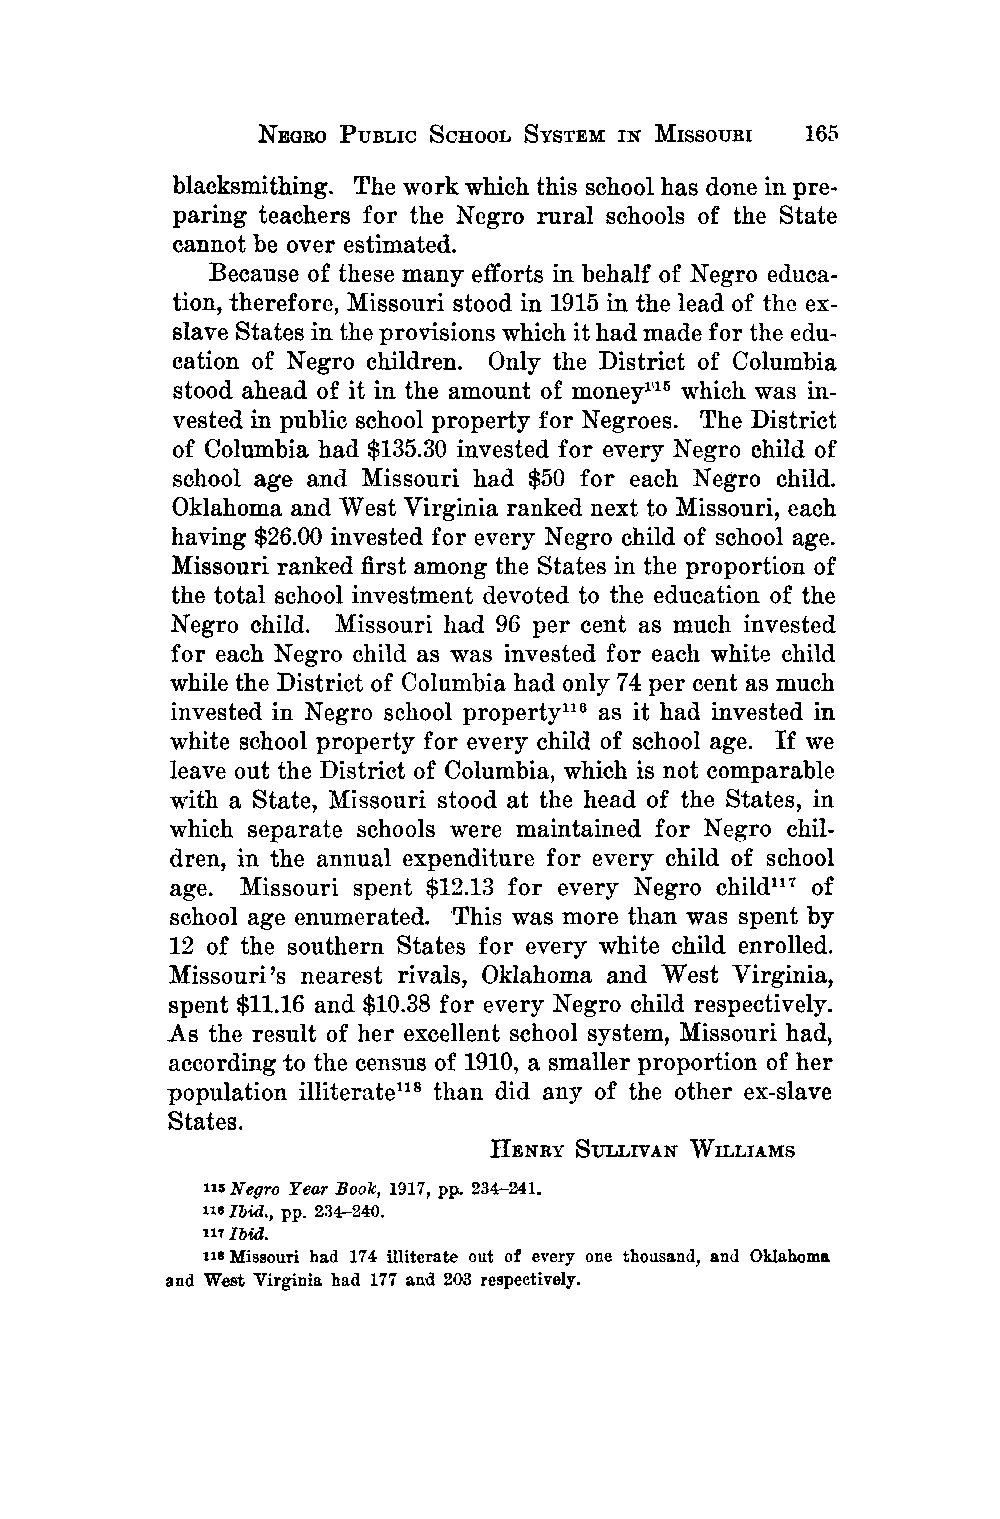 NEGRO PUBLIC SCHOOL SYSTEM IN MISSOURI 165
blacksmithing. The work which this school has done in pre-
paring teachers for the Negro rural schools of the State
cannot be over estimated.
Because of these many efforts in behalf of Negro educa-
tion, therefore, Missouri stood in 1915 in the lead of the ex-
slave States in the provisions which it had made for the edu-
cation of Negro children. Only the District of Columbia
stood ahead of it in the amount of money¹¹⁵ which was in-
vested in public school property for Negroes. The District
of Columbia had $135.30 invested for every Negro child of
school age and Missouri had $50 for each Negro child.
Oklahoma and West Virginia ranked next to Missouri, each
having $26.00 invested for every Negro child of school age.
Missouri ranked first among the States in the proportion of
the total school investment devoted to the education of the
Negro child. Missouri had 96 per cent as much invested
for each Negro child as was invested for each white child
while the District of Columbia had only 74 per cent as much
invested in Negro school property¹¹⁶ as it had invested in
white school property for every child of school age. If we
leave out the District of Columbia, which is not comparable
with a State, Missouri stood at the head of the States, in
which separate schools were maintained for Negro chil-
dren, in the annual expenditure for every child of school
age. Missouri spent $12.13 for every Negro child¹¹⁷ of
school age enumerated. This was more than was spent by
12 of the southern States for every white child enrolled.
Missouri's nearest rivals, Oklahoma and West Virginia,
spent $11.16 and $10.38 for every Negro child respectively.
As the result of her excellent school system, Missouri had,
according to the census of 1910, a smaller proportion of her
population illiterate¹¹⁸ than did any of the other ex-slave
States.
HENRY SULLIVAN WILLIAMS
¹¹⁵ Negro Year Book, 1917, pp. 234–241.
¹¹⁶ Ibid., pp. 234–240.
¹¹⁷ Ibid.
¹¹⁸ Missouri had 174 illiterate out of every one thousand, and Oklahoma
and West Virginia had 177 and 203 respectively.